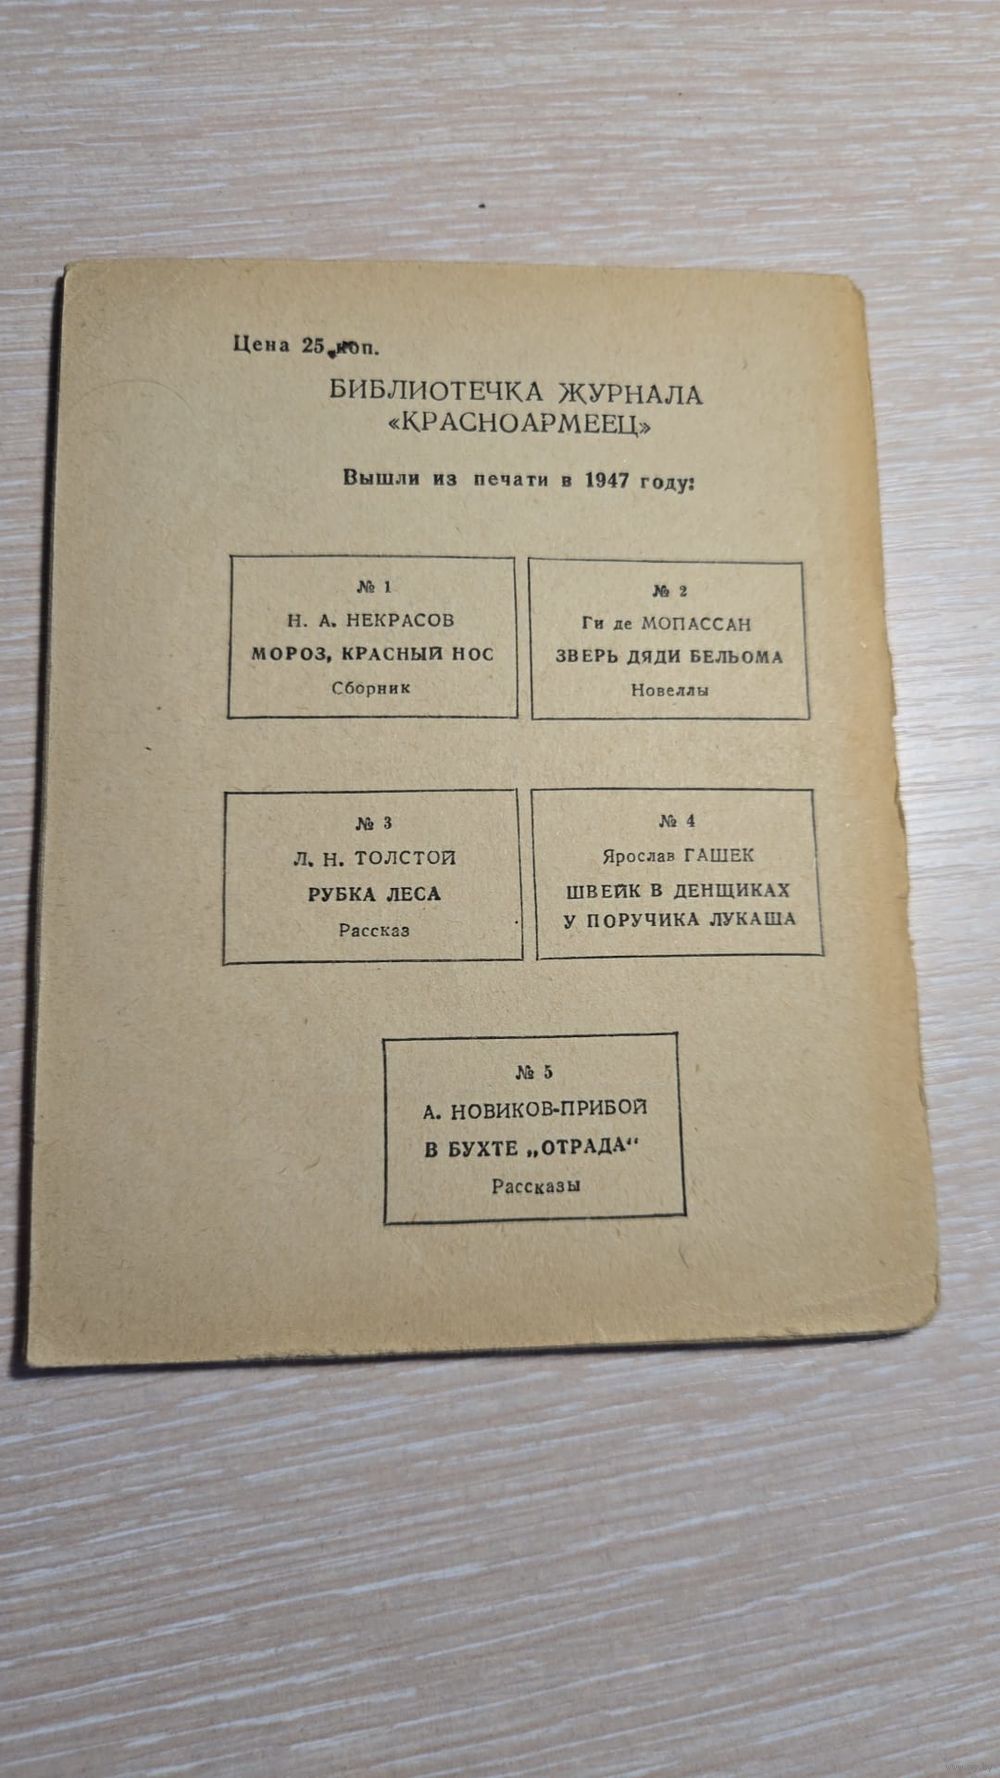 Цена 25 коп.
БИБЛИОТЕЧКА ЖУРНАЛА
«КРАСНОАРМЕЕЦ»
Вышли из печати в 1947 году:
№ 1
Н. А. НЕКРАСОВ
МОРОЗ, КРАСНЫЙ НОС
Сборник
№ 2
Ги де МОПАССАН
ЗВЕРЬ ДЯДИ БЕЛЬОМА
Новеллы
№ 3
Л. Н. ТОЛСТОЙ
РУБКА ЛЕСА
Рассказ
№ 4
Ярослав ГАШЕК
ШВЕЙК В ДЕНЩИКАХ
У ПОРУЧИКА ЛУКАША
№ 5
А. НОВИКОВ-ПРИБОЙ
В БУХТЕ „ОТРАДА“
Рассказы